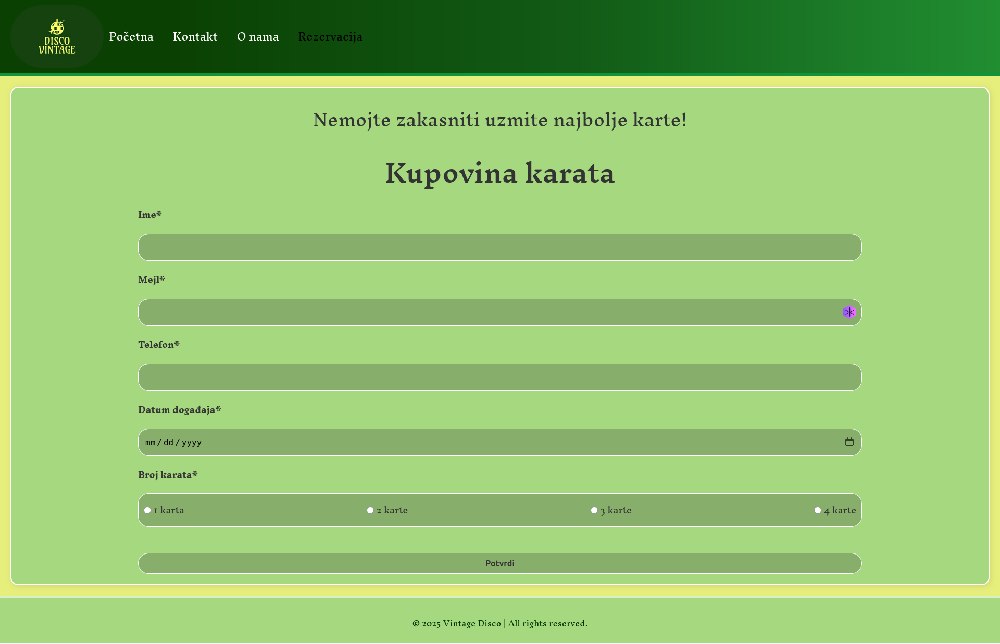 DISCO
VINTAGE
Početna Kontakt O nama Rezervacija
Nemojte zakasniti uzmite najbolje karte!
Kupovina karata
Ime*
Mejl*
Telefon*
Datum događaja*
mm/dd/yyyy
Broj karata*
1 karta 2 karte 3 karte 4 karte
Potvrdi
© 2025 Vintage Disco | All rights reserved.